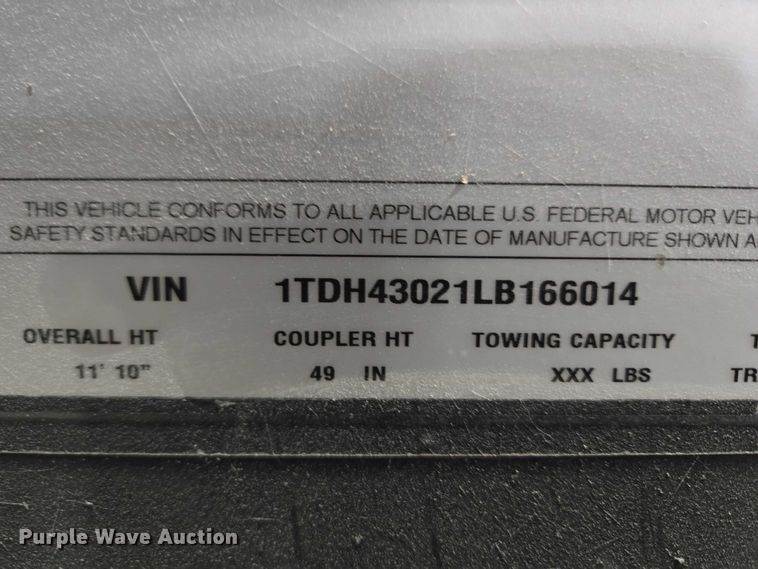 THIS VEHICLE CONFORMS TO ALL APPLICABLE U.S. FEDERAL MOTOR VEH
SAFETY STANDARDS IN EFFECT ON THE DATE OF MANUFACTURE SHOWN A
VIN 1TDH43021LB166014
OVERALL HT COUPLER HT TOWING CAPACITY T
11' 10" 49 IN XXX LBS TR
Purple Wave Auction